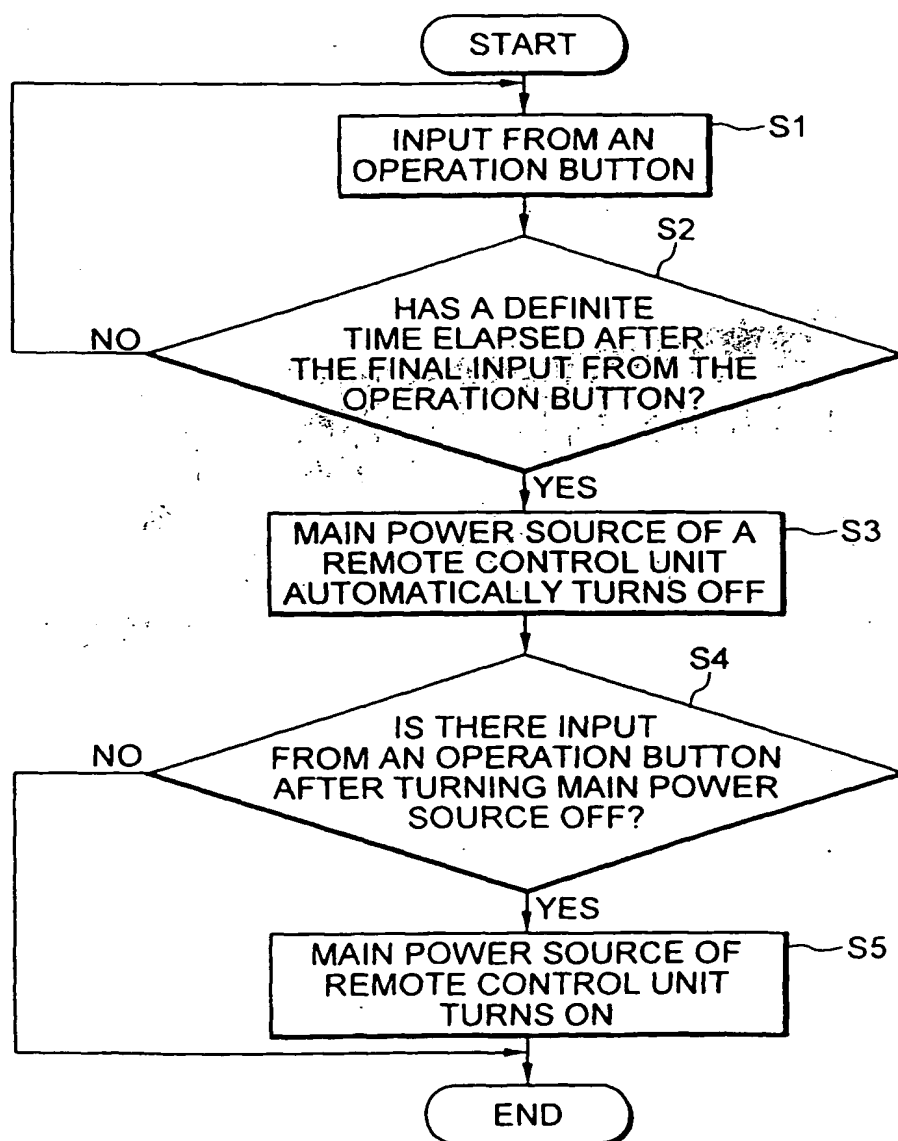 START
S1
INPUT FROM AN
OPERATION BUTTON
S2
HAS A DEFINITE
TIME ELAPSED AFTER
THE FINAL INPUT FROM THE
OPERATION BUTTON?
NO
YES
S3
MAIN POWER SOURCE OF A
REMOTE CONTROL UNIT
AUTOMATICALLY TURNS OFF
S4
IS THERE INPUT
FROM AN OPERATION BUTTON
AFTER TURNING MAIN POWER
SOURCE OFF?
NO
YES
S5
MAIN POWER SOURCE OF
REMOTE CONTROL UNIT
TURNS ON
END